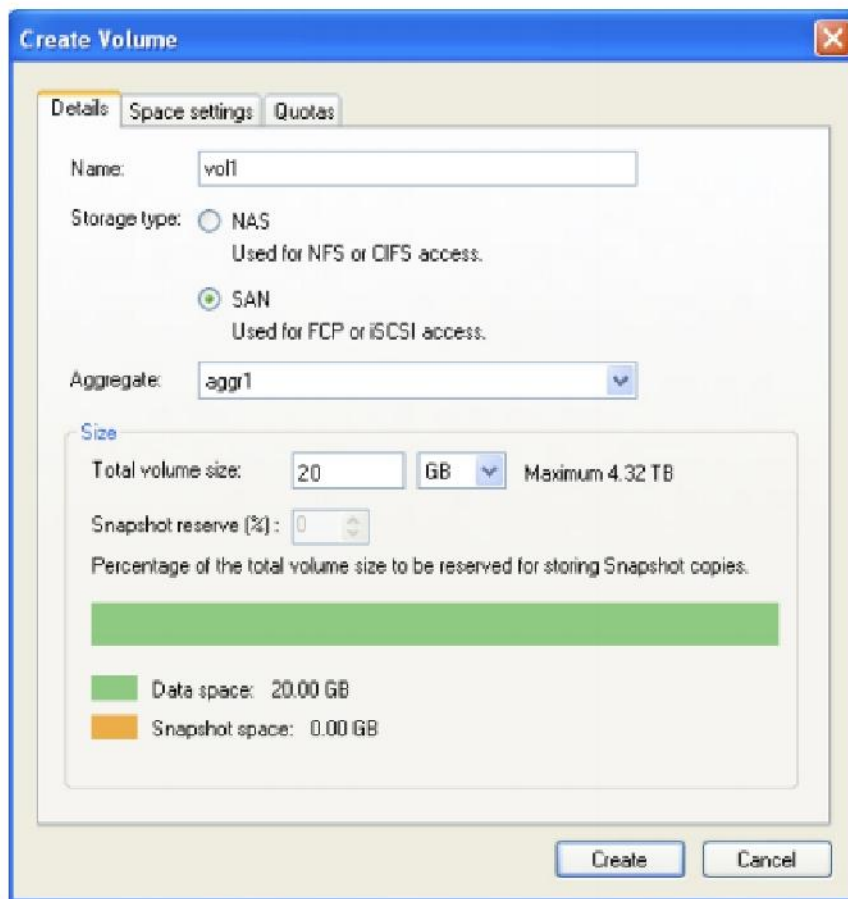 Create Volume
Details Space settings Quotas
Name: vol1
Storage type: NAS
Used for NFS or CIFS access.
SAN
Used for FCP or iSCSI access.
Aggregate: aggr1
Size
Total volume size: 20 GB Maximum 4.32 TB
Snapshot reserve (%) : 0
Percentage of the total volume size to be reserved for storing Snapshot copies.
Data space: 20.00 GB
Snapshot space: 0.00 GB
Create Cancel